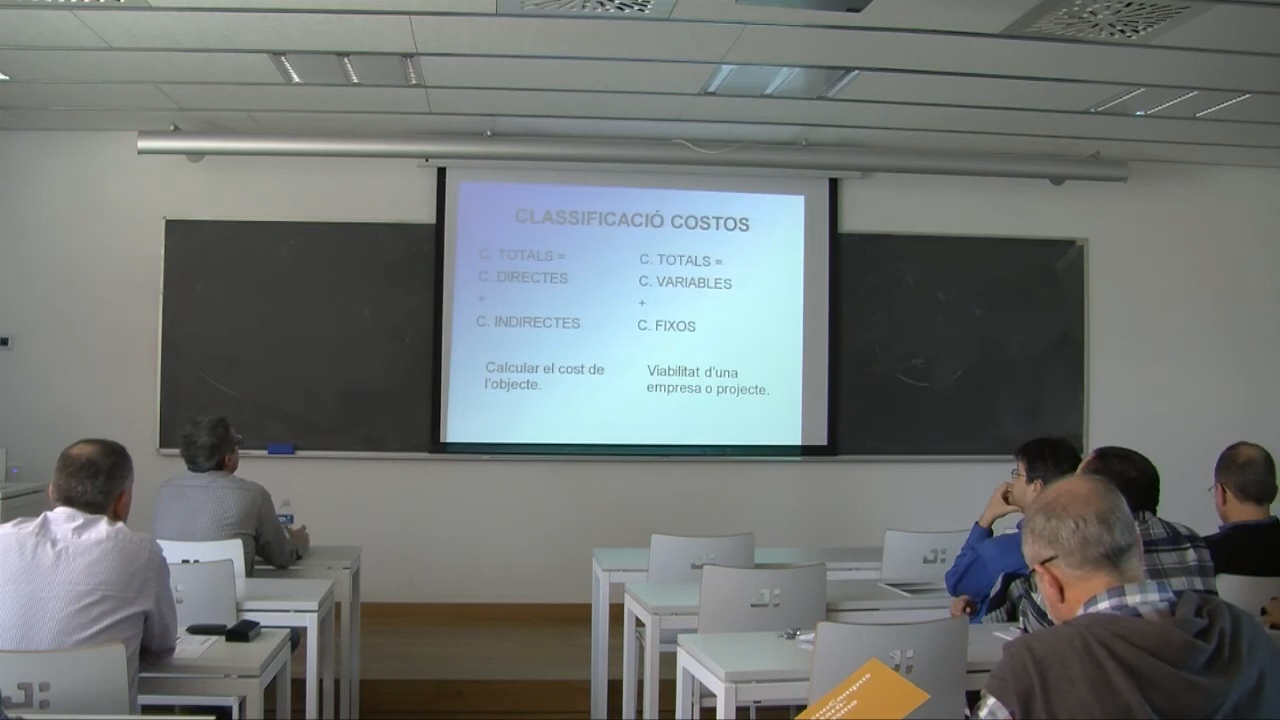 CLASSIFICACIÓ COSTOS
C. TOTALS =
C. DIRECTES
+
C. INDIRECTES
Calcular el cost de
l'objecte.
C. TOTALS =
C. VARIABLES
+
C. FIXOS
Viabilitat d'una
empresa o projecte.